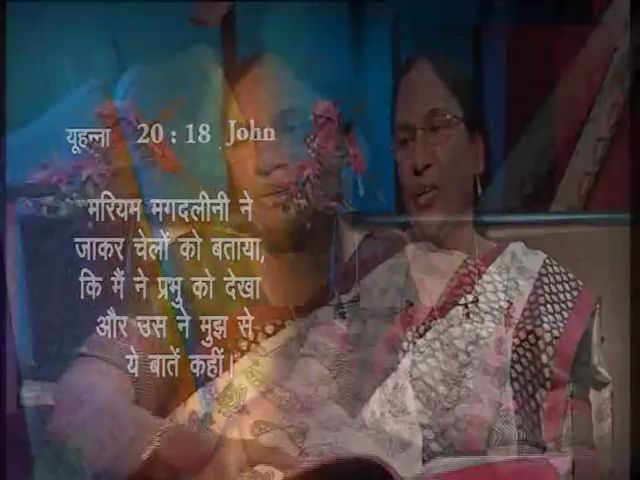 यूहन्ना 20 : 18 John
मरियम मगदलीनी ने
जाकर चेलों को बताया,
कि मैं ने प्रभु को देखा
और उस ने मुझ से
ये बातें कहीं।